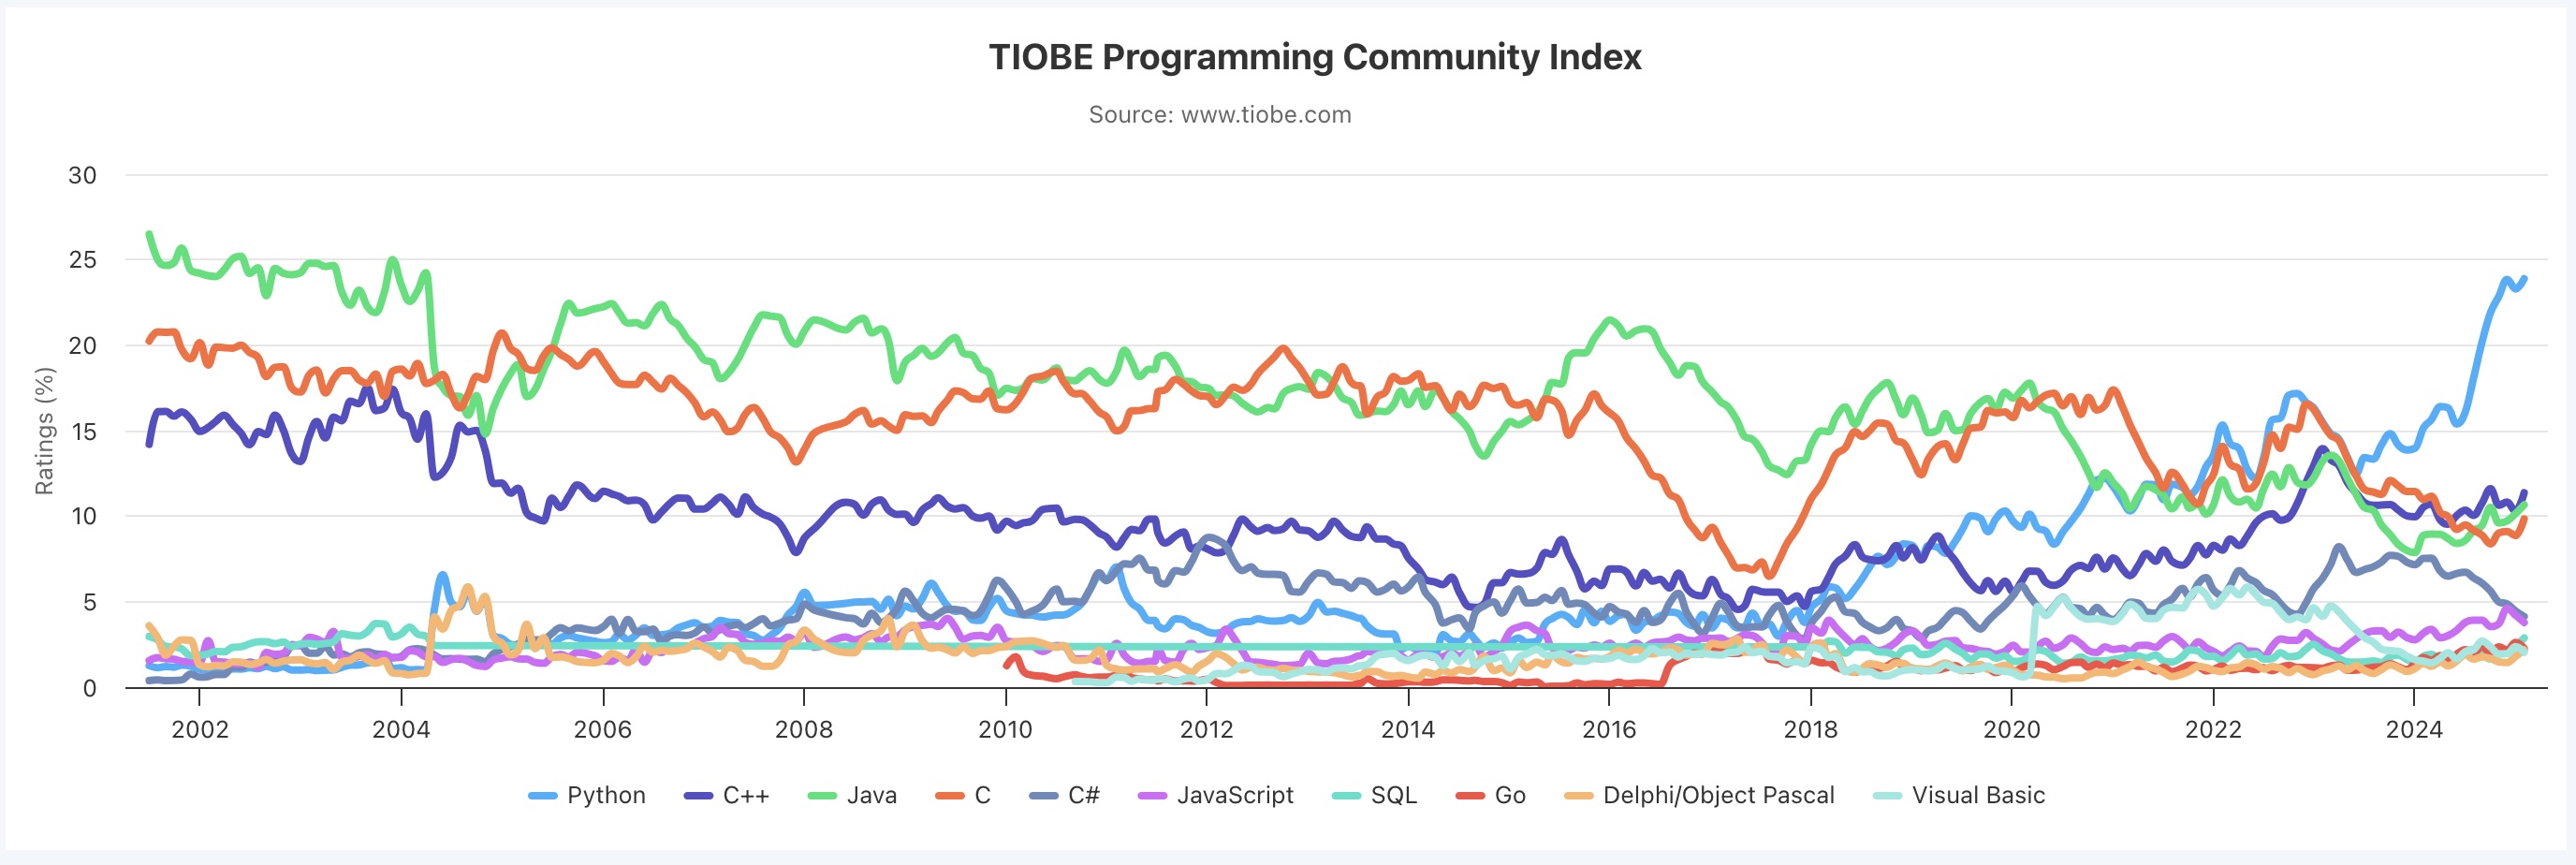 TIOBE Programming Community Index
Source: www.tiobe.com
Ratings (%)
30
25
20
15
10
5
0
2002 2004 2006 2008 2010 2012 2014 2016 2018 2020 2022 2024
Python C++ Java C C# JavaScript SQL Go Delphi/Object Pascal Visual Basic